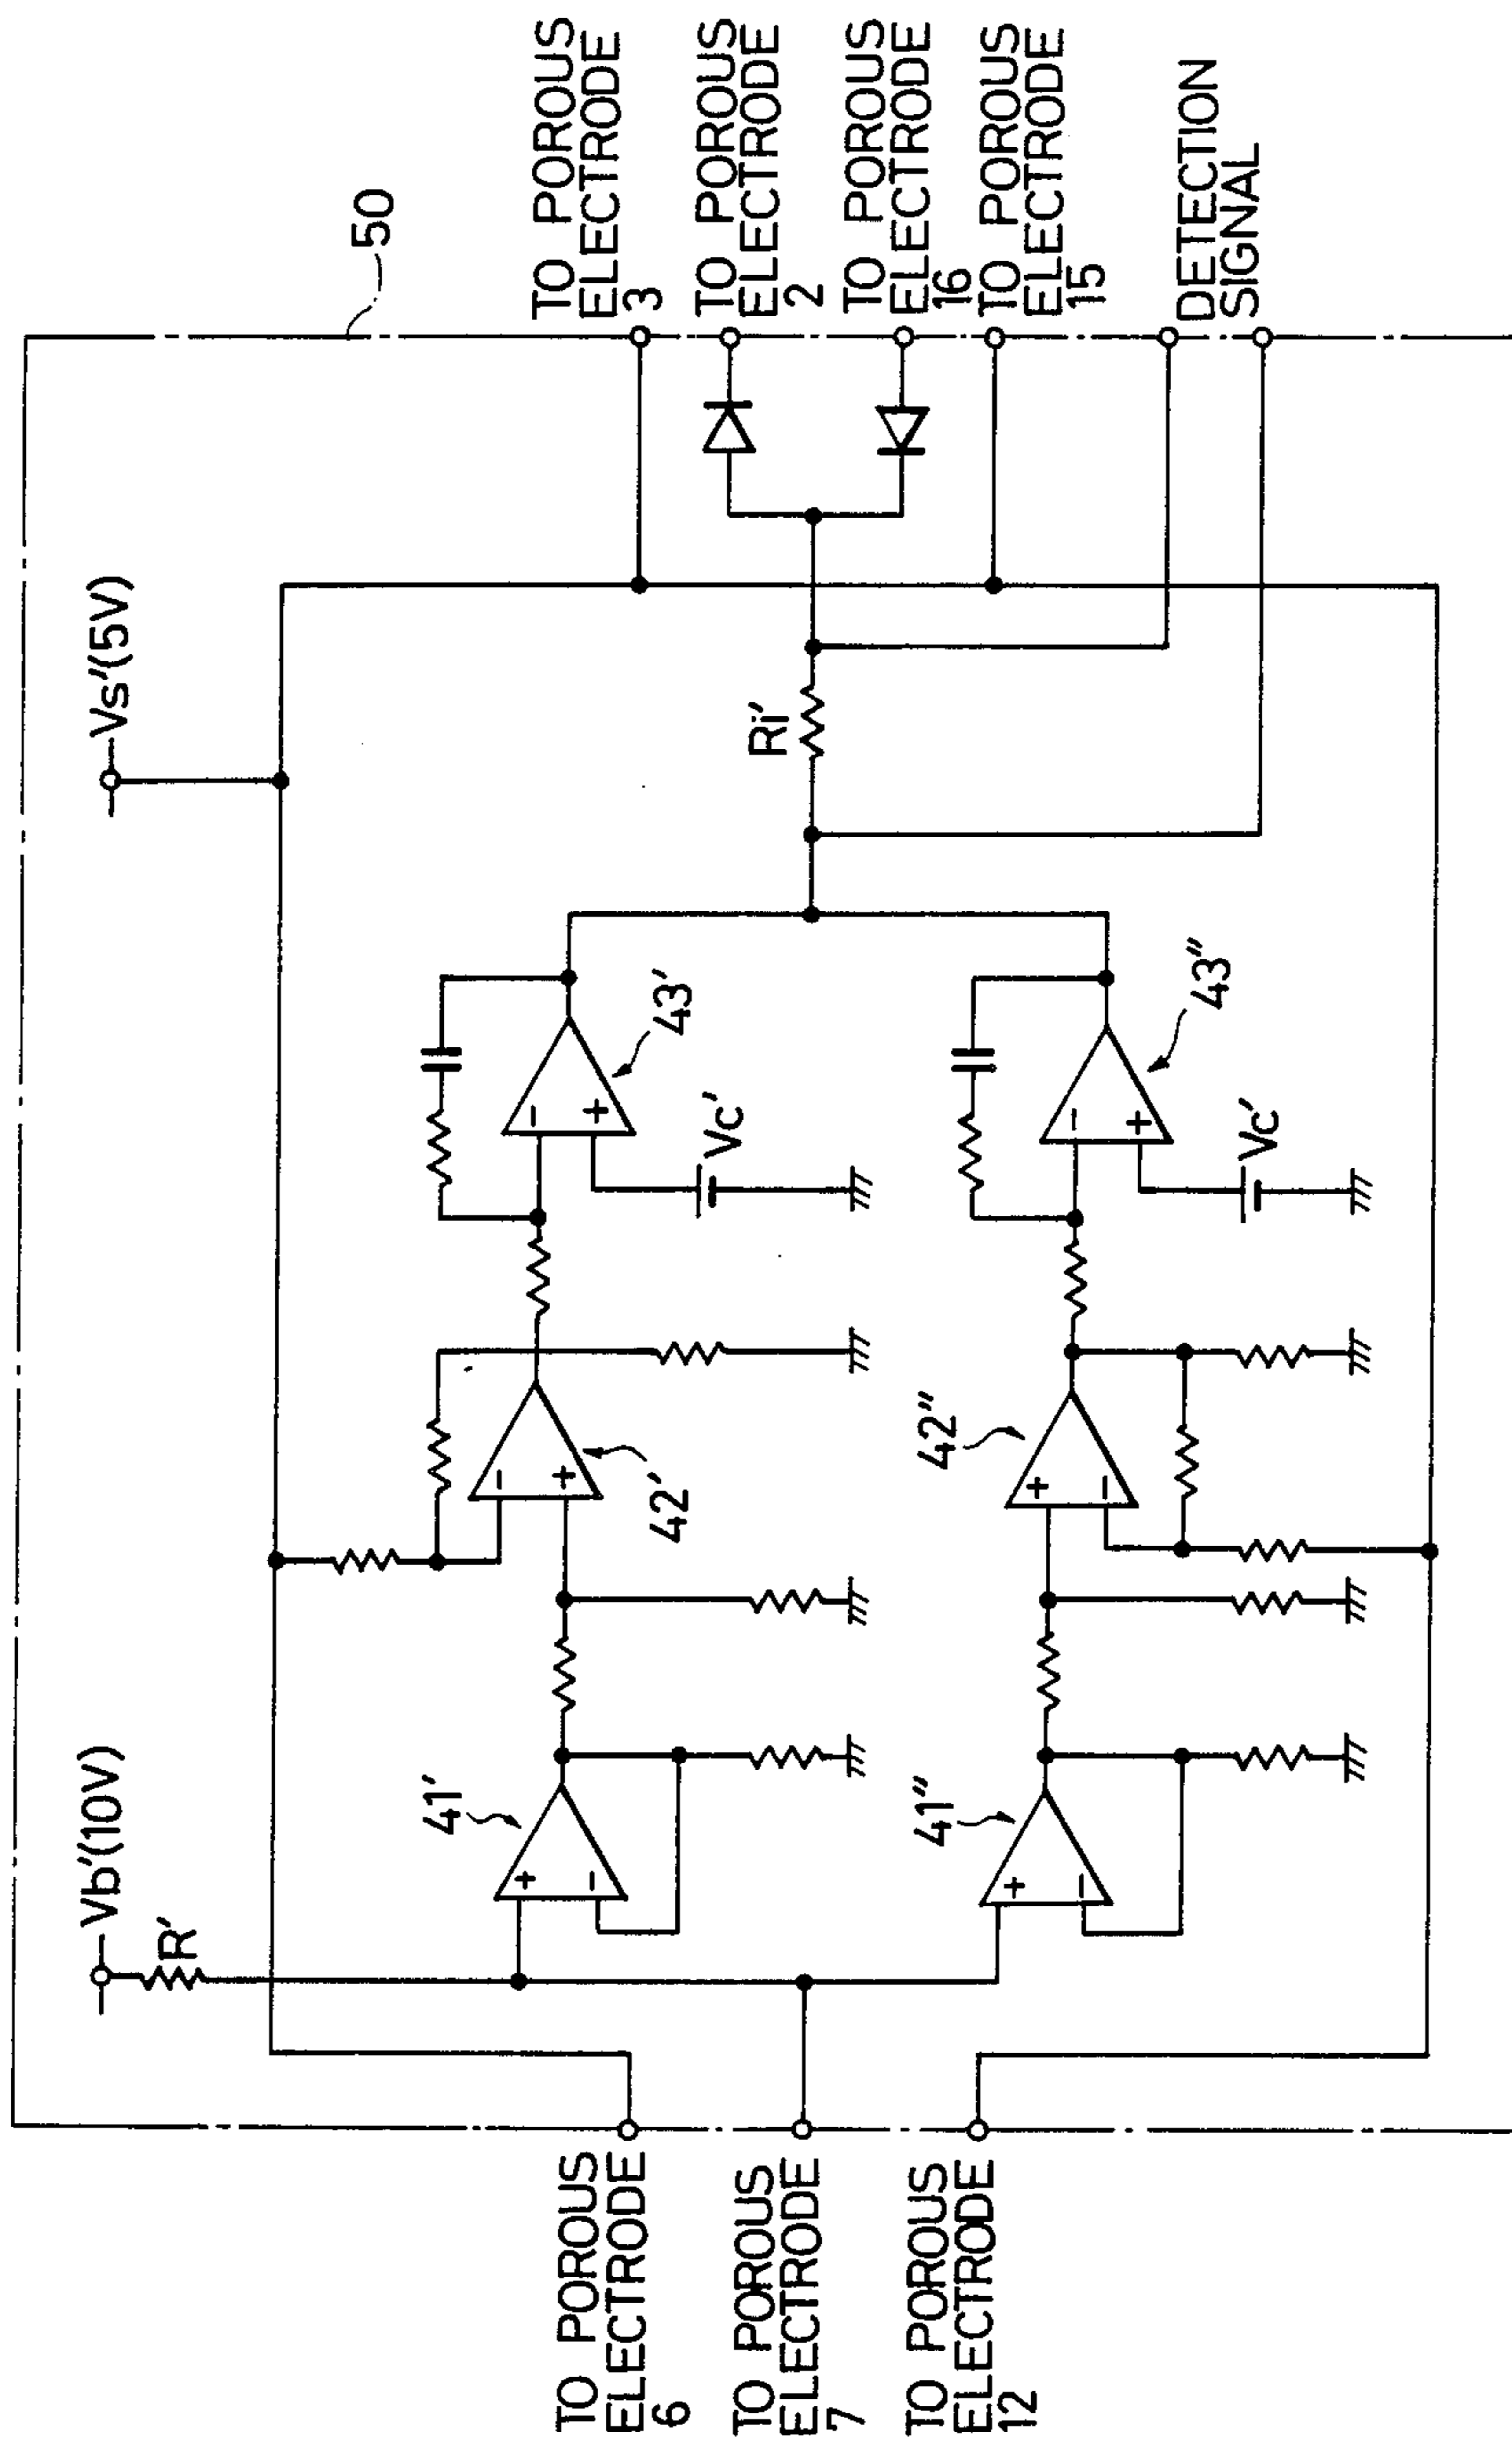 TO POROUS
ELECTRODE
6
TO POROUS
ELECTRODE
7
TO POROUS
ELECTRODE
12
Vb'(10V)
R'
41'
+
−
41"
+
−
42'
−
+
42"
+
−
43'
−
+
Vc'
43"
−
+
Vc'
Vs'(5V)
Ri'
50
TO POROUS
ELECTRODE
3
TO POROUS
ELECTRODE
2
TO POROUS
ELECTRODE
16
TO POROUS
ELECTRODE
15
DETECTION
SIGNAL